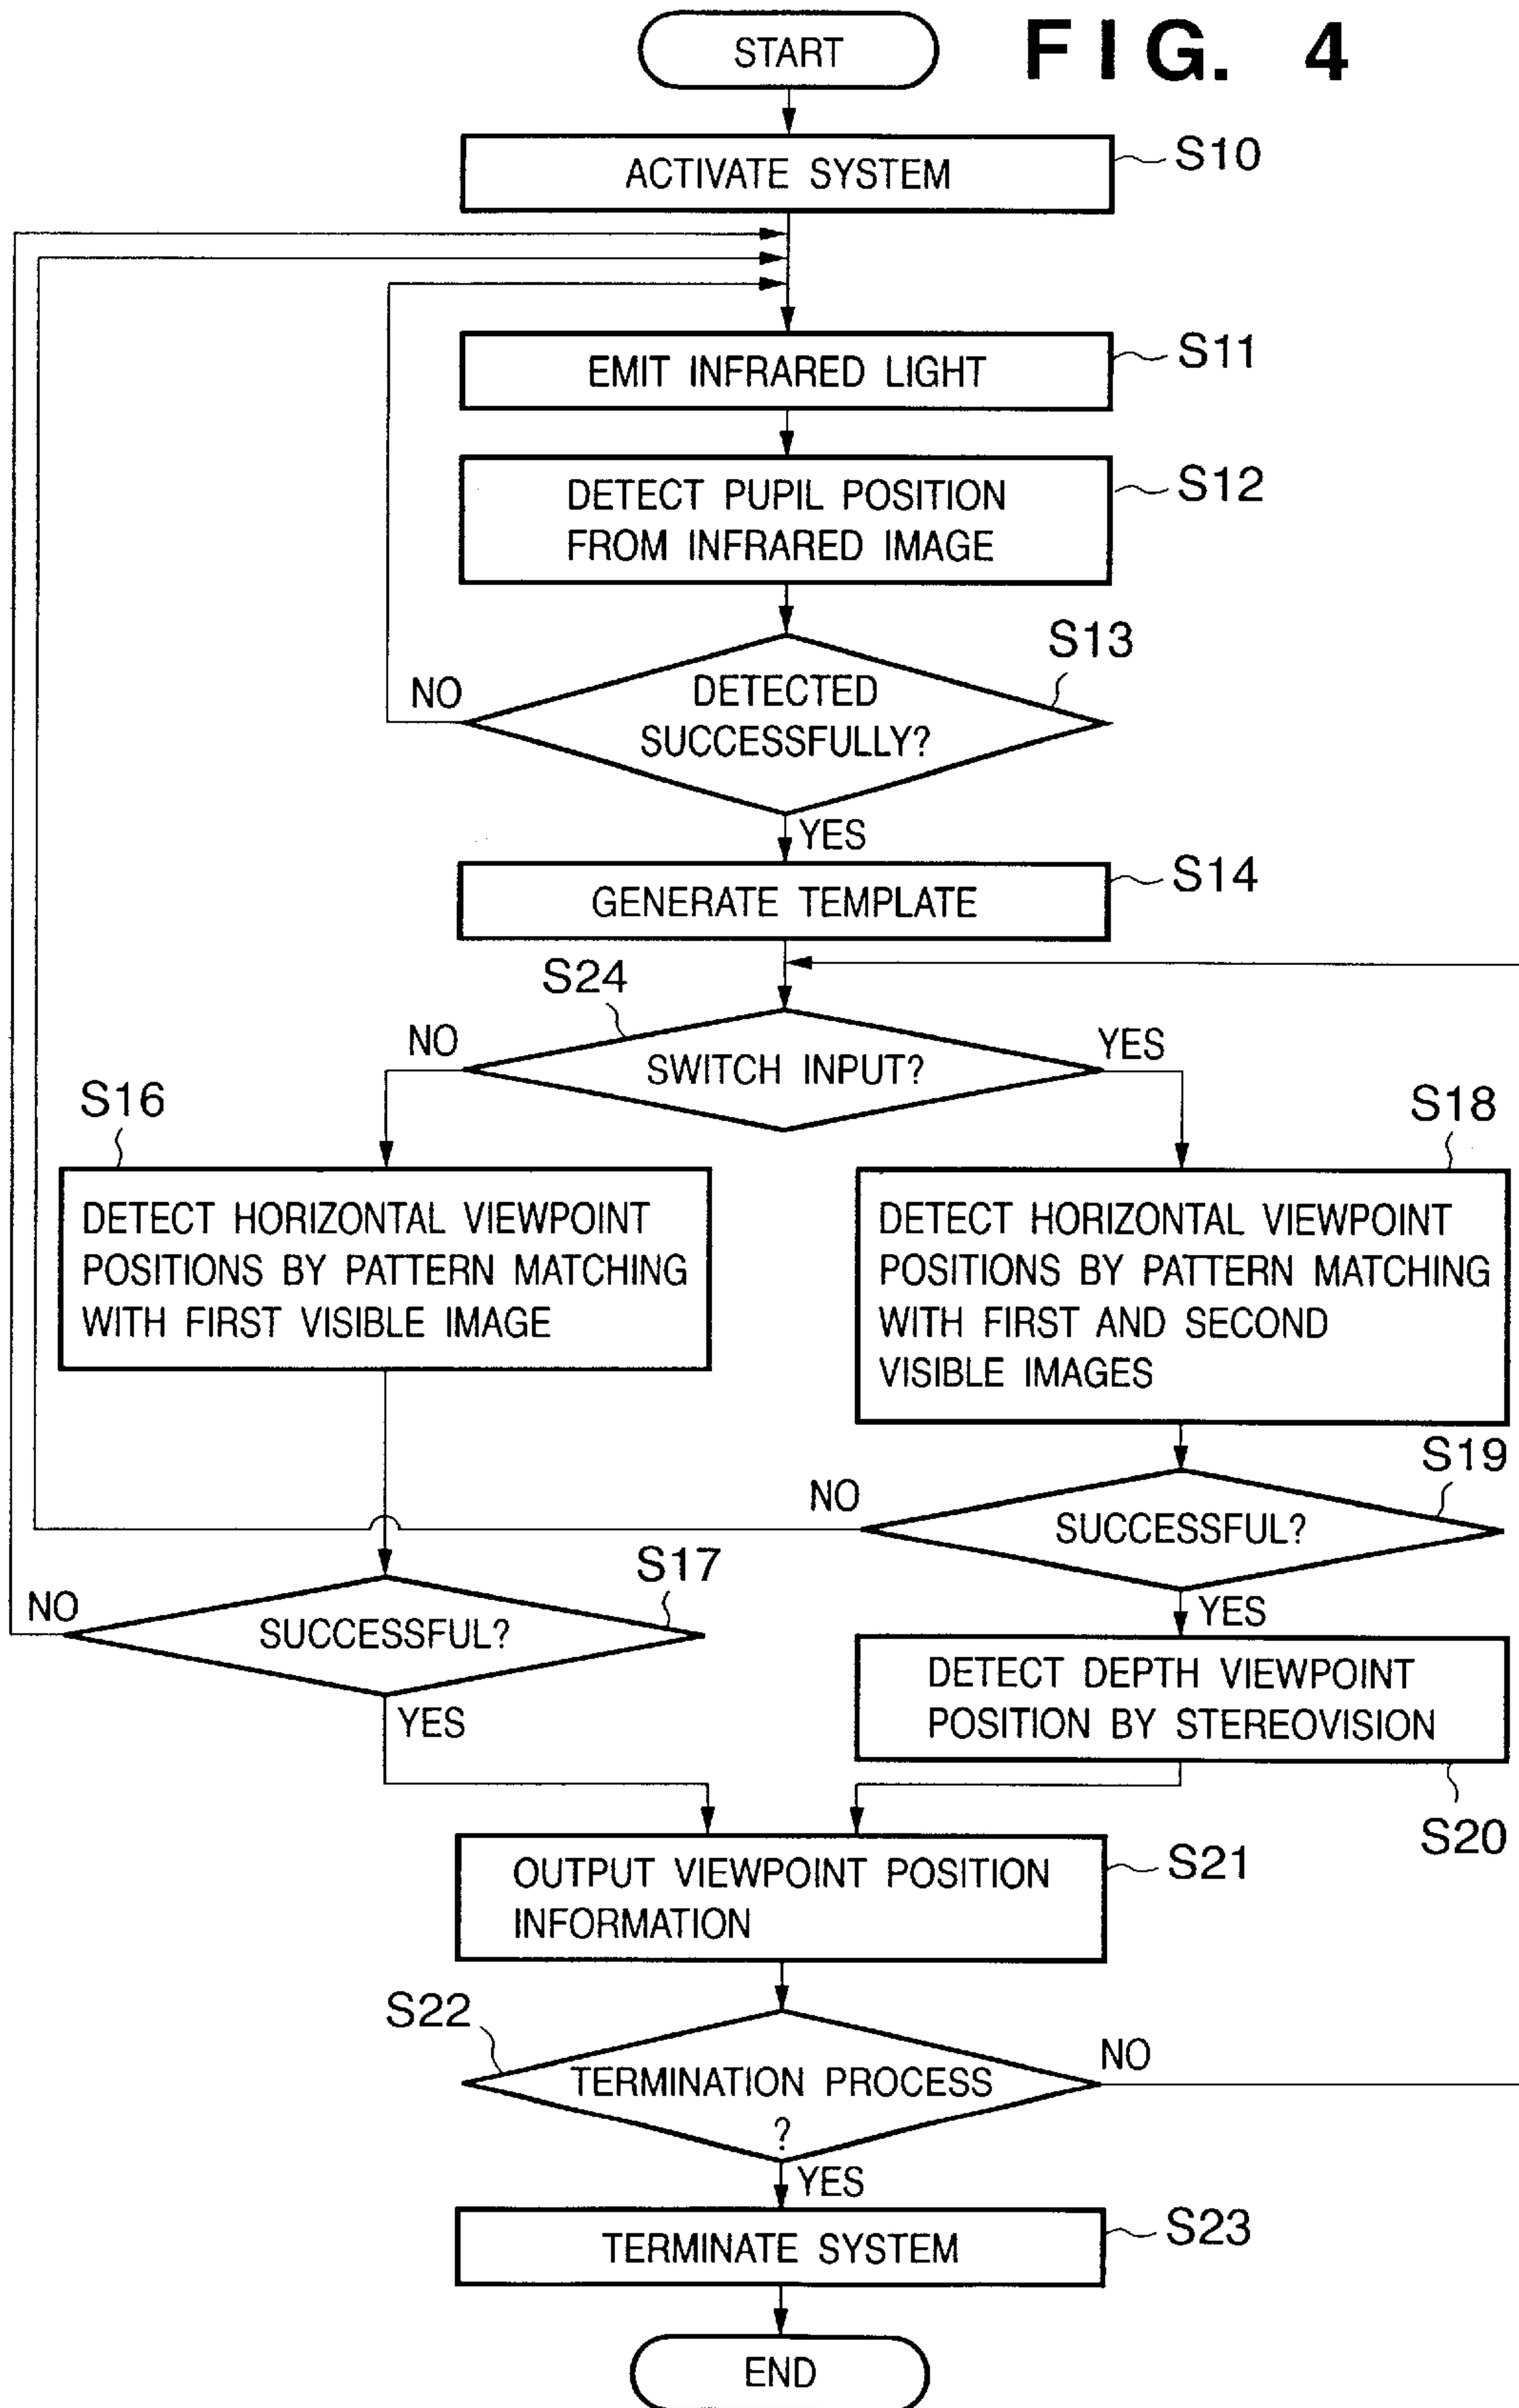 FIG. 4
START
ACTIVATE SYSTEM
S10
EMIT INFRARED LIGHT
S11
DETECT PUPIL POSITION
FROM INFRARED IMAGE
S12
S13
DETECTED
SUCCESSFULLY?
NO
YES
GENERATE TEMPLATE
S14
S24
SWITCH INPUT?
NO
YES
S16
DETECT HORIZONTAL VIEWPOINT
POSITIONS BY PATTERN MATCHING
WITH FIRST VISIBLE IMAGE
S18
DETECT HORIZONTAL VIEWPOINT
POSITIONS BY PATTERN MATCHING
WITH FIRST AND SECOND
VISIBLE IMAGES
S19
NO
SUCCESSFUL?
YES
S17
NO
SUCCESSFUL?
YES
DETECT DEPTH VIEWPOINT
POSITION BY STEREOVISION
S20
OUTPUT VIEWPOINT POSITION
INFORMATION
S21
S22
TERMINATION PROCESS
?
NO
YES
TERMINATE SYSTEM
S23
END